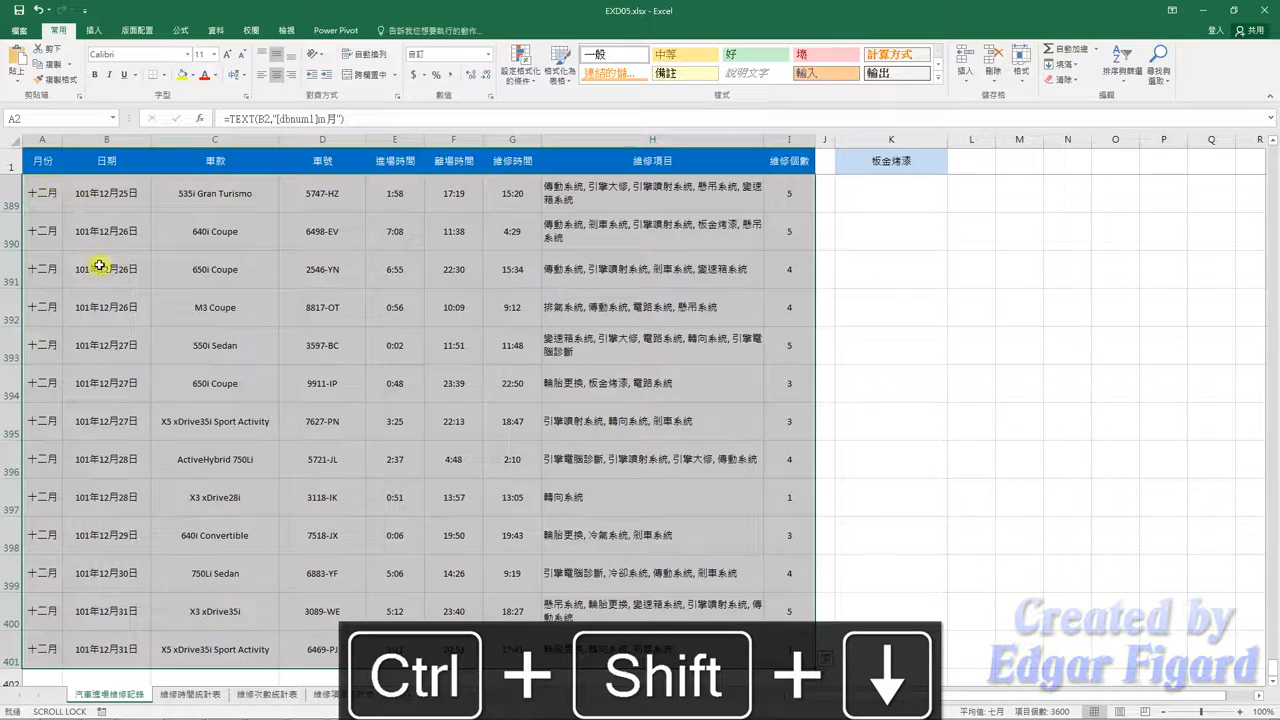 EXD05.xlsx - Excel
檔案 常用 插入 版面配置 公式 資料 校閱 檢視 Power Pivot 告訴我您想要執行的動作... 登入 共用
貼上 剪下 複製 複製格式 剪貼簿
Calibri 11 B I U 字型
自動換列 跨欄置中 對齊方式
自訂 $ % 數值
設定格式化的條件 格式化為表格 一般 中等 好 壞 計算方式
連結的儲... 備註 說明文字 輸入 輸出 樣式
插入 刪除 格式 儲存格
自動加總 填滿 清除 排序與篩選 尋找與選取 編輯
A2 fx =TEXT(B2,"[dbnum1]m月")
A B C D E F G H I J K L M N O P Q R
1 月份 日期 車款 車號 進場時間 離場時間 維修時間 維修項目 維修個數 板金烤漆
389 十二月 101年12月25日 535i Gran Turismo 5747-HZ 1:58 17:19 15:20 傳動系統, 引擎大修, 引擎噴射系統, 懸吊系統, 變速
箱系統 5
390 十二月 101年12月26日 640i Coupe 6498-EV 7:08 11:38 4:29 傳動系統, 剎車系統, 引擎噴射系統, 板金烤漆, 懸吊
系統 5
391 十二月 101年12月26日 650i Coupe 2546-YN 6:55 22:30 15:34 傳動系統, 引擎噴射系統, 剎車系統, 變速箱系統 4
392 十二月 101年12月26日 M3 Coupe 8817-OT 0:56 10:09 9:12 排氣系統, 傳動系統, 電路系統, 懸吊系統 4
393 十二月 101年12月27日 550i Sedan 3597-BC 0:02 11:51 11:48 變速箱系統, 引擎大修, 電路系統, 轉向系統, 引擎電
腦診斷 5
394 十二月 101年12月27日 650i Coupe 9911-IP 0:48 23:39 22:50 輪胎更換, 板金烤漆, 電路系統 3
395 十二月 101年12月27日 X5 xDrive35i Sport Activity 7627-PN 3:25 22:13 18:47 引擎噴射系統, 轉向系統, 剎車系統 3
396 十二月 101年12月28日 ActiveHybrid 750Li 5721-JL 2:37 4:48 2:10 引擎電腦診斷, 引擎噴射系統, 引擎大修, 傳動系統 4
397 十二月 101年12月28日 X3 xDrive28i 3118-IK 0:51 13:57 13:05 轉向系統 1
398 十二月 101年12月29日 640i Convertible 7518-JX 0:06 19:50 19:43 輪胎更換, 冷氣系統, 剎車系統 3
399 十二月 101年12月30日 750Li Sedan 6883-YF 5:06 14:26 9:19 引擎電腦診斷, 冷卻系統, 傳動系統, 剎車系統 4
400 十二月 101年12月31日 X3 xDrive35i 3089-WE 5:12 23:40 18:27 懸吊系統, 輪胎更換, 變速箱系統, 引擎噴射系統, 傳
動系統 5
401 十二月 101年12月31日 X5 xDrive35i Sport Activity 6469-PJ
402
Ctrl + Shift + ↓
Created by
汽車進場維修記錄 維修時間統計表 維修次數統計表
就緒 SCROLL LOCK 平均值: 七月 項目個數: 3600 100%